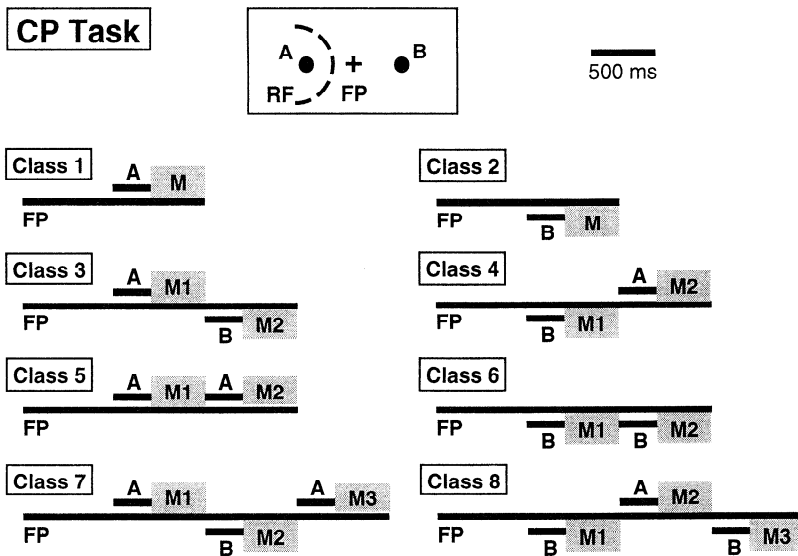 CP Task
A + B
RF FP
500 ms
Class 1
A M
FP
Class 2
FP B M
Class 3
A M1
FP
B M2
Class 4
A M2
FP B M1
Class 5
A M1 A M2
FP
Class 6
FP B M1 B M2
Class 7
A M1 A M3
FP B M2
Class 8
A M2
FP B M1 B M3